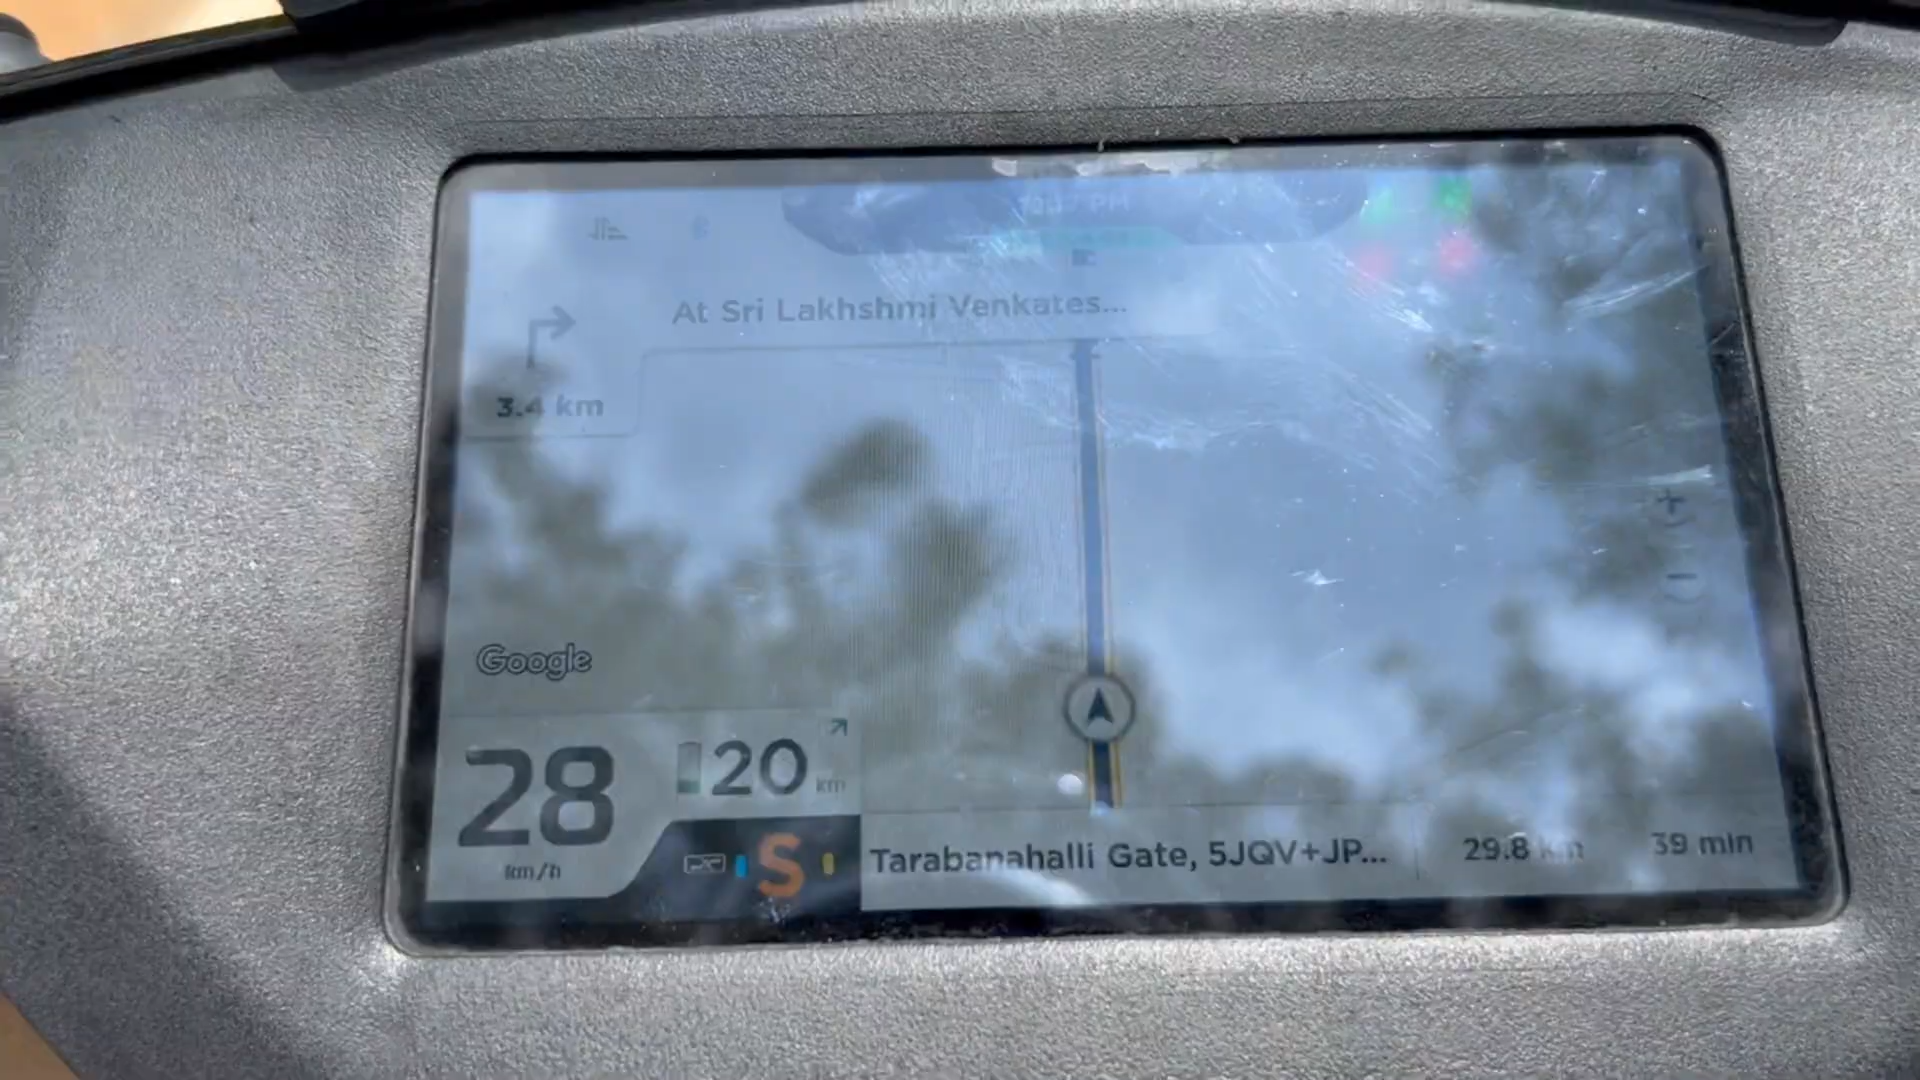 At Sri Lakhshmi Venkates...
3.4 km
Google
28
km/h
20 km
S
Tarabanahalli Gate, 5JQV+JP...
29.8 km
39 min